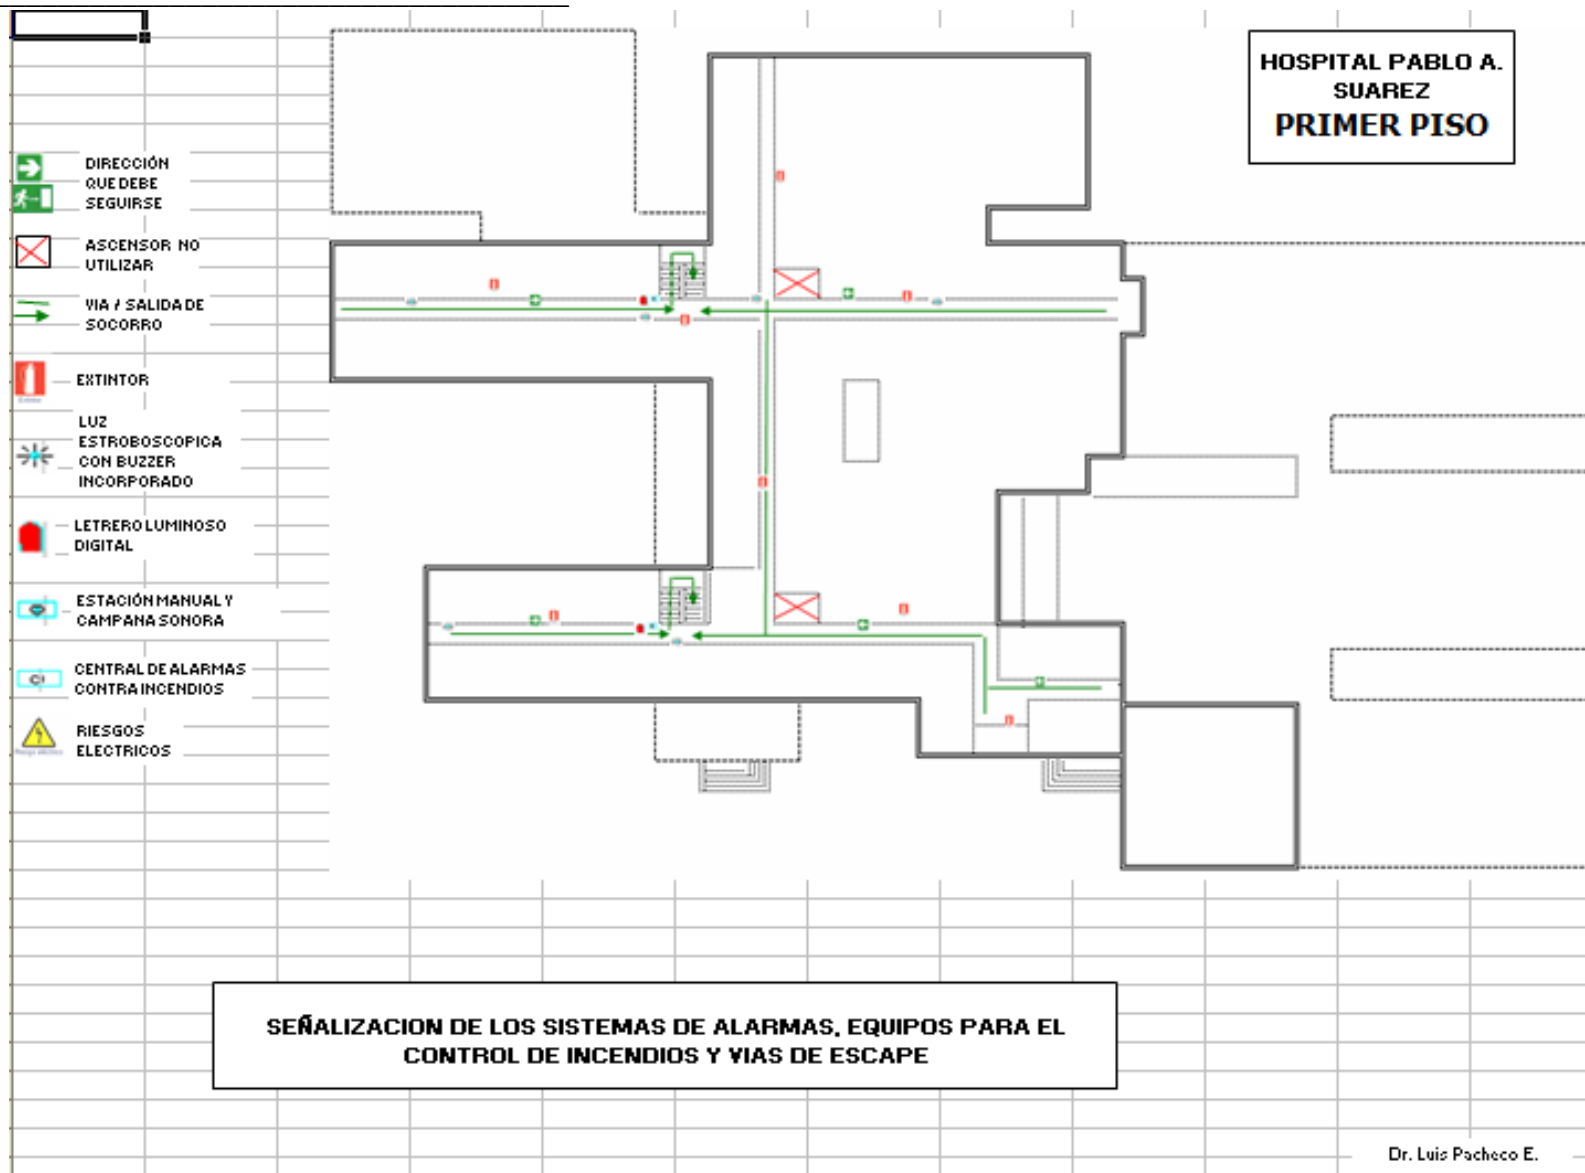 HOSPITAL PABLO A.
SUAREZ
PRIMER PISO
DIRECCIÓN
QUE DEBE
SEGUIRSE
ASCENSOR NO
UTILIZAR
VIA / SALIDA DE
SOCORRO
EXTINTOR
LUZ
ESTROBOSCOPICA
CON BUZZER
INCORPORADO
LETRERO LUMINOSO
DIGITAL
ESTACIÓN MANUAL Y
CAMPANA SONORA
CENTRAL DE ALARMAS
CONTRA INCENDIOS
RIESGOS
ELECTRICOS
SEÑALIZACION DE LOS SISTEMAS DE ALARMAS, EQUIPOS PARA EL
CONTROL DE INCENDIOS Y VIAS DE ESCAPE
Dr. Luis Pacheco E.